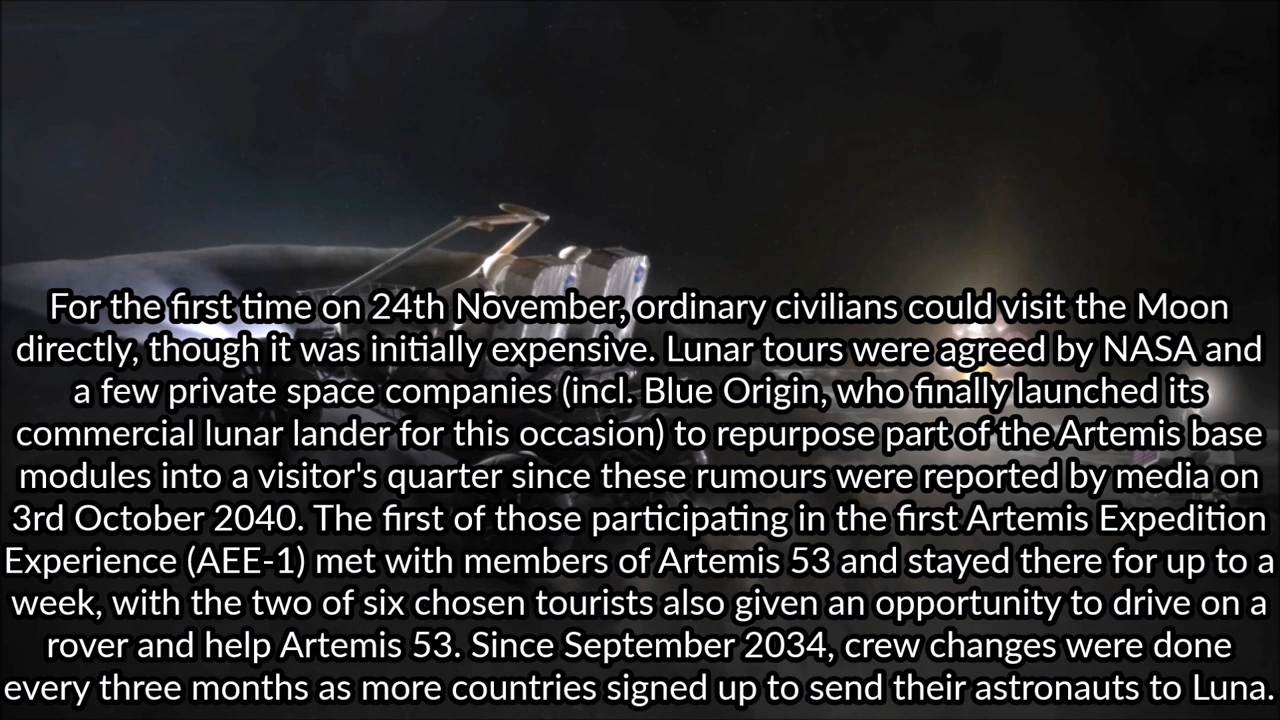 For the first time on 24th November, ordinary civilians could visit the Moon
directly, though it was initially expensive. Lunar tours were agreed by NASA and
a few private space companies (incl. Blue Origin, who finally launched its
commercial lunar lander for this occasion) to repurpose part of the Artemis base
modules into a visitor's quarter since these rumours were reported by media on
3rd October 2040. The first of those participating in the first Artemis Expedition
Experience (AEE-1) met with members of Artemis 53 and stayed there for up to a
week, with the two of six chosen tourists also given an opportunity to drive on a
rover and help Artemis 53. Since September 2034, crew changes were done
every three months as more countries signed up to send their astronauts to Luna.